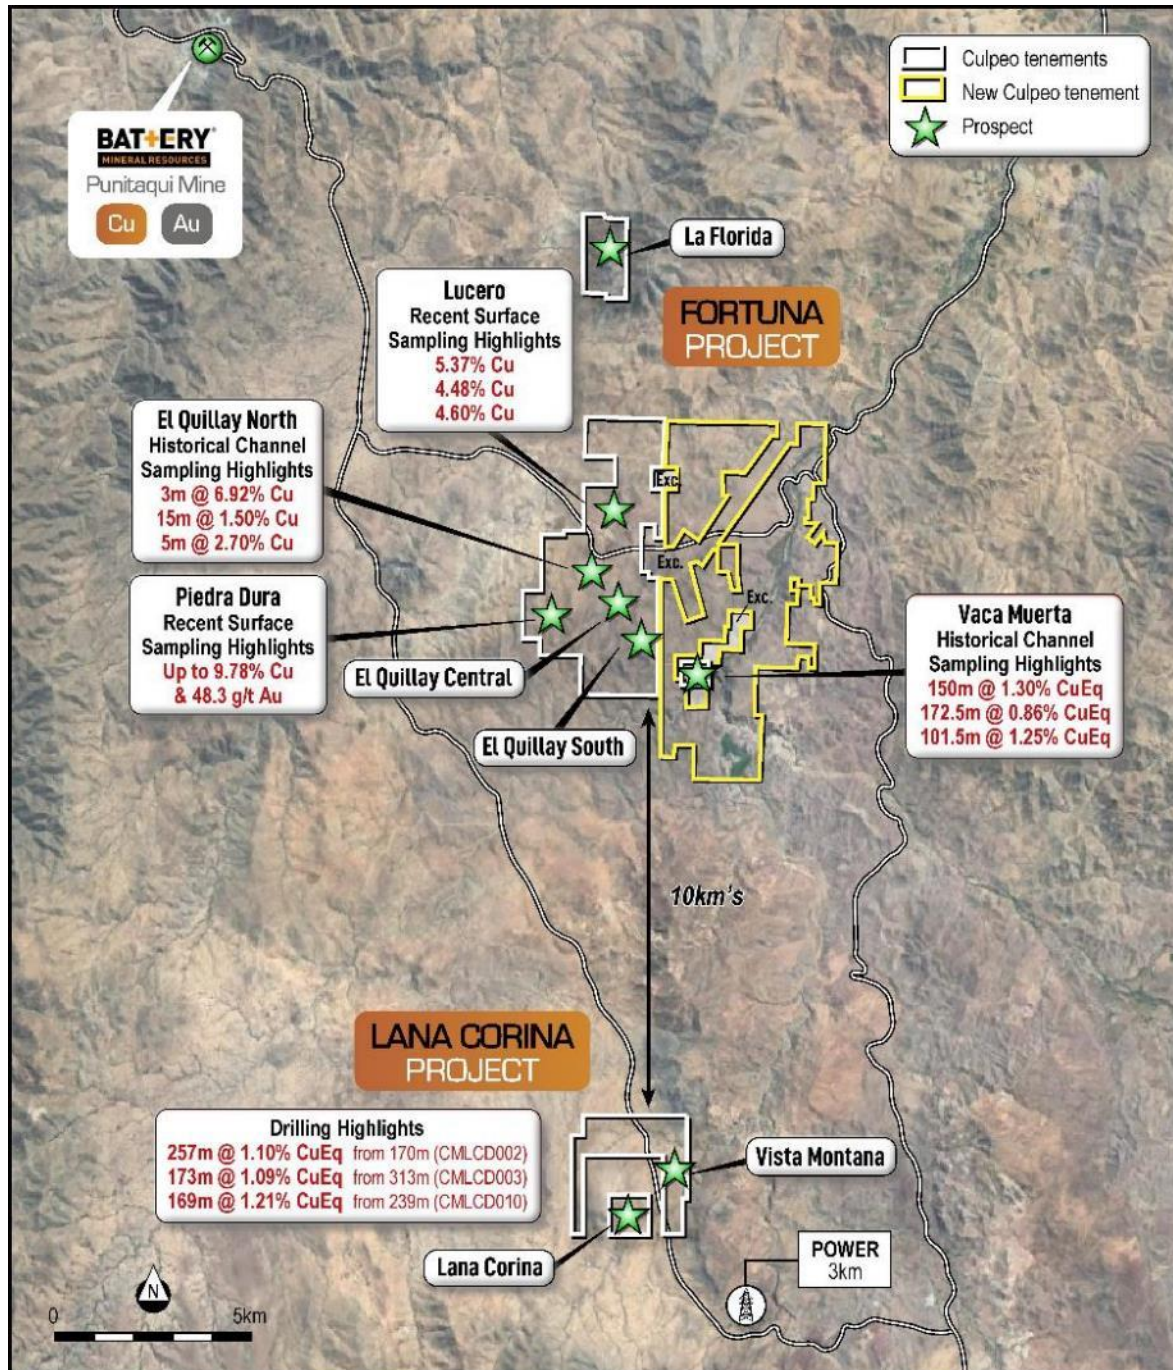 Culpeo tenements
New Culpeo tenement
Prospect
BATTERY
MINERAL RESOURCES
Punitaqui Mine
Cu Au
La Florida
FORTUNA
PROJECT
Lucero
Recent Surface
Sampling Highlights
5.37% Cu
4.48% Cu
4.60% Cu
El Quillay North
Historical Channel
Sampling Highlights
3m @ 6.92% Cu
15m @ 1.50% Cu
5m @ 2.70% Cu
Exc.
Exc.
Exc.
Piedra Dura
Recent Surface
Sampling Highlights
Up to 9.78% Cu
& 48.3 g/t Au
El Quillay Central
El Quillay South
Vaca Muerta
Historical Channel
Sampling Highlights
150m @ 1.30% CuEq
172.5m @ 0.86% CuEq
101.5m @ 1.25% CuEq
10km's
LANA CORINA
PROJECT
Drilling Highlights
257m @ 1.10% CuEq from 170m (CMLCD002)
173m @ 1.09% CuEq from 313m (CMLCD003)
169m @ 1.21% CuEq from 239m (CMLCD010)
Vista Montana
Lana Corina
POWER
3km
N
0 5km